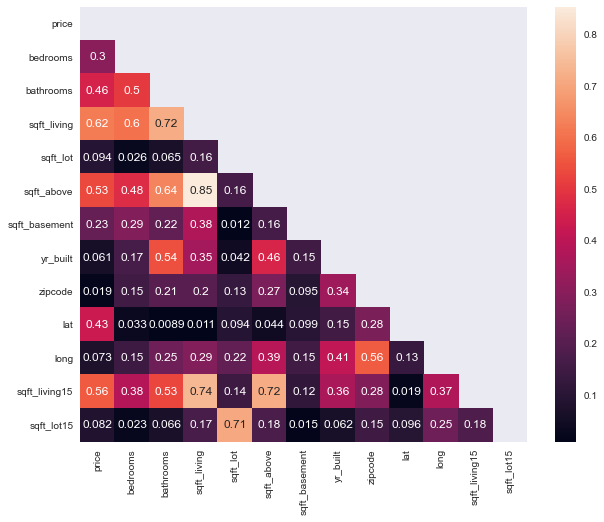 price
bedrooms 0.3
bathrooms 0.46 0.5
sqft_living 0.62 0.6 0.72
sqft_lot 0.094 0.026 0.065 0.16
sqft_above 0.53 0.48 0.64 0.85 0.16
sqft_basement 0.23 0.29 0.22 0.38 0.012 0.16
yr_built 0.061 0.17 0.54 0.35 0.042 0.46 0.15
zipcode 0.019 0.15 0.21 0.2 0.13 0.27 0.095 0.34
lat 0.43 0.033 0.0089 0.011 0.094 0.044 0.099 0.15 0.28
long 0.073 0.15 0.25 0.29 0.22 0.39 0.15 0.41 0.56 0.13
sqft_living15 0.56 0.38 0.53 0.74 0.14 0.72 0.12 0.36 0.28 0.019 0.37
sqft_lot15 0.082 0.023 0.066 0.17 0.71 0.18 0.015 0.062 0.15 0.096 0.25 0.18
price
bedrooms
bathrooms
sqft_living
sqft_lot
sqft_above
sqft_basement
yr_built
zipcode
lat
long
sqft_living15
sqft_lot15
0.8
0.7
0.6
0.5
0.4
0.3
0.2
0.1